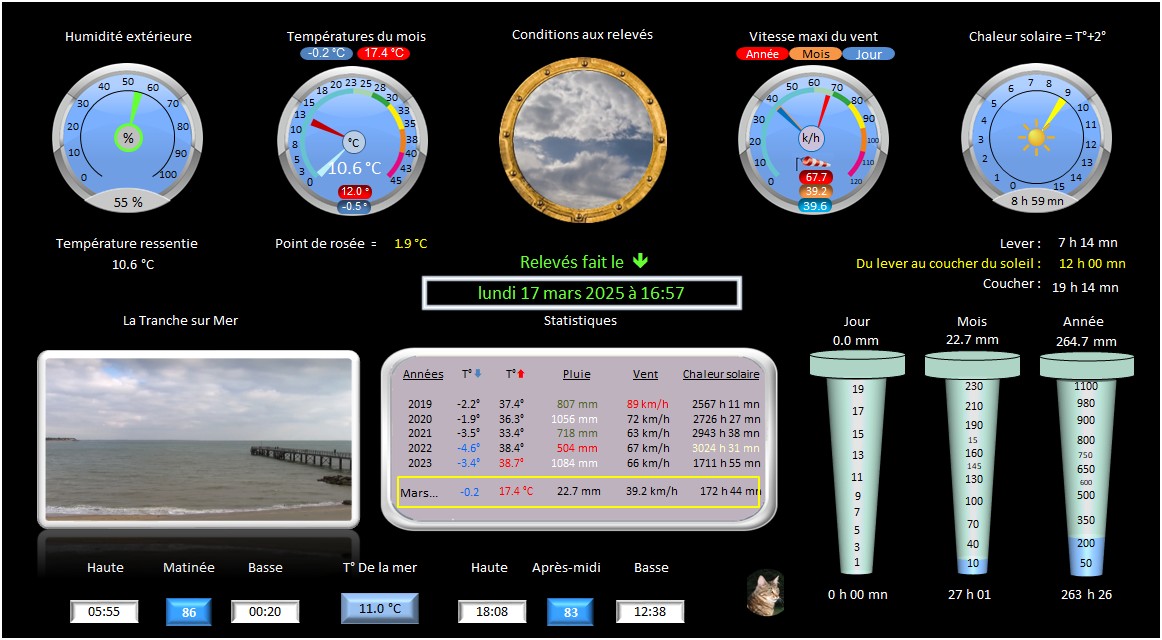 Humidité extérieure
Températures du mois
-0.2 °C 17.4 °C
Conditions aux relevés
Vitesse maxi du vent
Année Mois Jour
Chaleur solaire = T°+2°
0 10 20 30 40 50 60 70 80 90 100
%
55 %
0 3 5 8 10 13 15 18 20 23 25 28 30 33 35 38 40 43 45
°C
10.6 °C
12.0 °
-0.5 °
0 10 20 30 40 50 60 70 80 90 100 110 120
k/h
67.7
39.2
39.6
0 1 2 3 4 5 6 7 8 9 10 11 12 13 14 15
8 h 59 mn
Température ressentie
10.6 °C
Point de rosée = 1.9 °C
Relevés fait le
lundi 17 mars 2025 à 16:57
Lever : 7 h 14 mn
Du lever au coucher du soleil : 12 h 00 mn
Coucher : 19 h 14 mn
La Tranche sur Mer
Statistiques
Années T° T° Pluie Vent Chaleur solaire
2019 -2.2° 37.4° 807 mm 89 km/h 2567 h 11 mn
2020 -1.9° 36.3° 1056 mm 72 km/h 2726 h 27 mn
2021 -3.5° 33.4° 718 mm 63 km/h 2943 h 38 mn
2022 -4.6° 38.4° 504 mm 67 km/h 3024 h 31 mn
2023 -3.4° 38.7° 1084 mm 66 km/h 1711 h 55 mn
Mars... -0.2 17.4 °C 22.7 mm 39.2 km/h 172 h 44 mn
Jour
0.0 mm
19
17
15
13
11
9
7
5
3
1
0 h 00 mn
Mois
22.7 mm
230
210
190
15
160
145
130
100
70
40
10
27 h 01
Année
264.7 mm
1100
980
900
800
750
650
600
500
350
200
50
263 h 26
Haute Matinée Basse
05:55 86 00:20
T° De la mer
11.0 °C
Haute Après-midi Basse
18:08 83 12:38